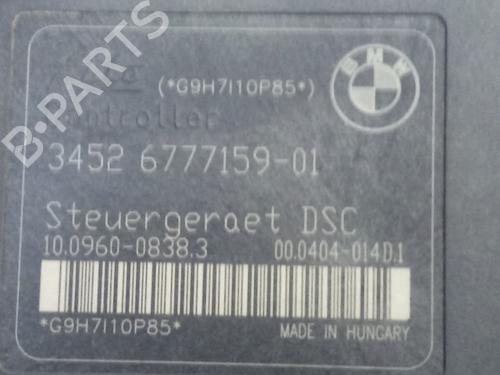 B-PARTS
(*G9H7I10P85*)
BMW
3452 6777159-01
Steuergeraet DSC
10.0960-0838.3 00.0404-014D.1
*G9H7I10P85*
MADE IN HUNGARY